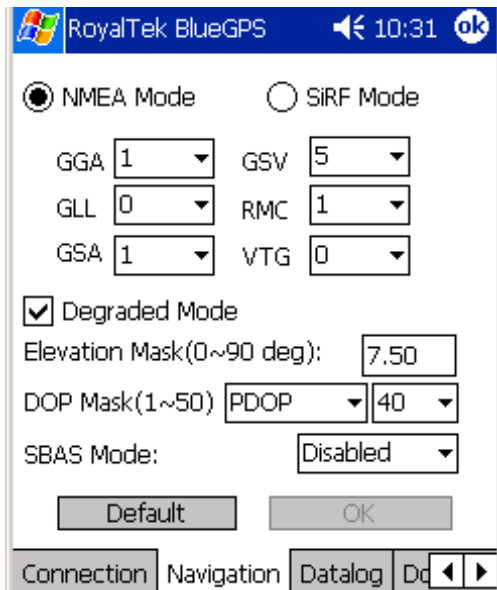 RoyalTek BlueGPS 10:31 ok
NMEA Mode SiRF Mode
GGA 1 GSV 5
GLL 0 RMC 1
GSA 1 VTG 0
Degraded Mode
Elevation Mask(0~90 deg): 7.50
DOP Mask(1~50) PDOP 40
SBAS Mode: Disabled
Default OK
Connection Navigation Datalog